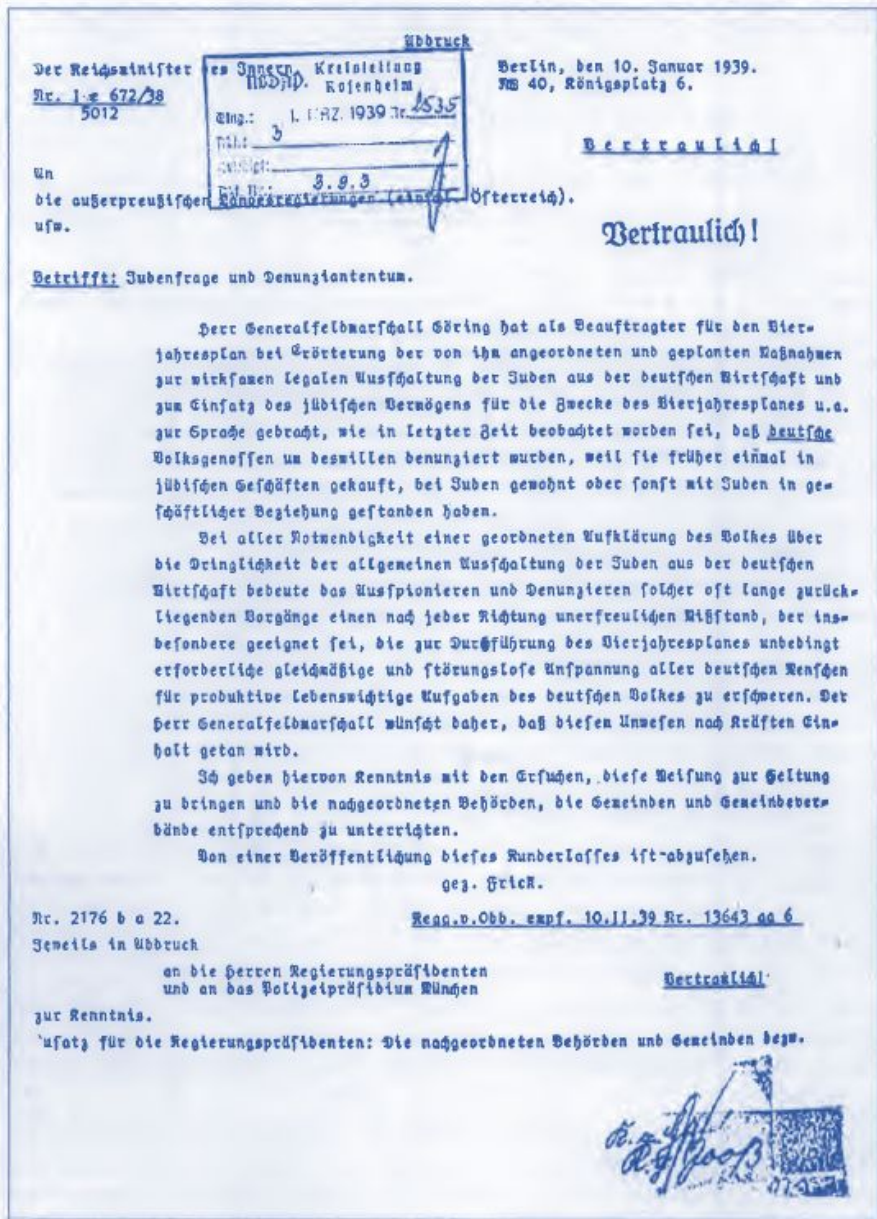 Abdruck
Der Reichsminister des Innern
Nr. I e 672/38
5012
NSDAP. Kreisleitung
Rosenheim
Eing.: 1. MRZ. 1939 Nr. 2535
3
3.9.3
Berlin, den 10. Januar 1939.
NW 40, Königsplatz 6.
Vertraulich!
An
die außerpreußischen Landesregierungen (einschl. Österreich).
usw.
Vertraulich!
Betrifft: Judenfrage und Denunziantentum.
Herr Generalfeldmarschall Göring hat als Beauftragter für den Vier-
jahresplan bei Erörterung der von ihm angeordneten und geplanten Maßnahmen
zur wirksamen legalen Ausschaltung der Juden aus der deutschen Wirtschaft und
zum Einsatz des jüdischen Vermögens für die Zwecke des Vierjahresplanes u.a.
zur Sprache gebracht, wie in letzter Zeit beobachtet worden sei, daß deutsche
Volksgenossen um deswillen denunziert wurden, weil sie früher einmal in
jüdischen Geschäften gekauft, bei Juden gewohnt oder sonst mit Juden in ge-
schäftlicher Beziehung gestanden haben.
Bei aller Notwendigkeit einer geordneten Aufklärung des Volkes über
die Dringlichkeit der allgemeinen Ausschaltung der Juden aus der deutschen
Wirtschaft bedeute das Ausspionieren und Denunzieren solcher oft lange zurück-
liegenden Vorgänge einen nach jeder Richtung unerfreulichen Mißstand, der ins-
besondere geeignet sei, die zur Durchführung des Vierjahresplanes unbedingt
erforderliche gleichmäßige und störungslose Anspannung aller deutschen Menschen
für produktive lebenswichtige Aufgaben des deutschen Volkes zu erschweren. Der
Herr Generalfeldmarschall wünscht daher, daß diesem Unwesen nach Kräften Ein-
halt getan wird.
Ich geben hiervon Kenntnis mit dem Ersuchen, diese Weisung zur Geltung
zu bringen und die nachgeordneten Behörden, die Gemeinden und Gemeindever-
bände entsprechend zu unterrichten.
Von einer Veröffentlichung dieses Runderlasses ist abzusehen.
gez. Frick.
Nr. 2176 b a 22.
Regg.v.Obb. empf. 10.II.39 Nr. 13643 aa 6
Jeweils in Abdruck
an die Herren Regierungspräsidenten
und an das Polizeipräsidium München
Vertraulich!
zur Kenntnis.
usatz für die Regierungspräsidenten: Die nachgeordneten Behörden und Gemeinden bezw.